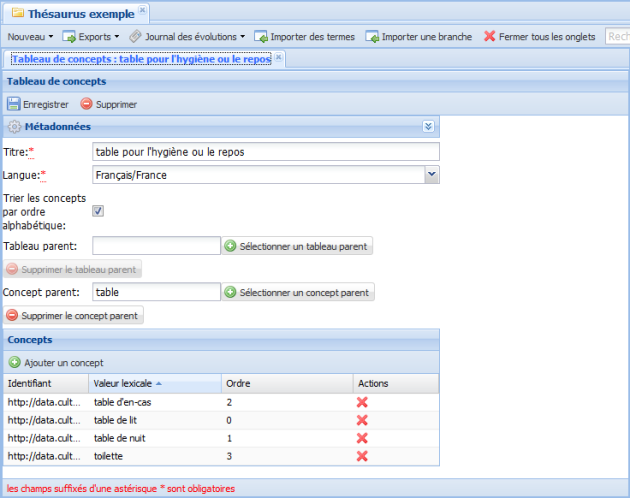 Thésaurus exemple
Nouveau Exports Journal des évolutions Importer des termes Importer une branche Fermer tous les onglets Rech
Tableau de concepts : table pour l'hygiène ou le repos
Tableau de concepts
Enregistrer Supprimer
Métadonnées
Titre:* table pour l'hygiène ou le repos
Langue:* Français/France
Trier les concepts
par ordre
alphabétique:
Tableau parent: Sélectionner un tableau parent
Supprimer le tableau parent
Concept parent: table Sélectionner un concept parent
Supprimer le concept parent
Concepts
Ajouter un concept
Identifiant Valeur lexicale Ordre Actions
http://data.cult... table d'en-cas 2
http://data.cult... table de lit 0
http://data.cult... table de nuit 1
http://data.cult... toilette 3
les champs suffixés d'une astérisque * sont obligatoires